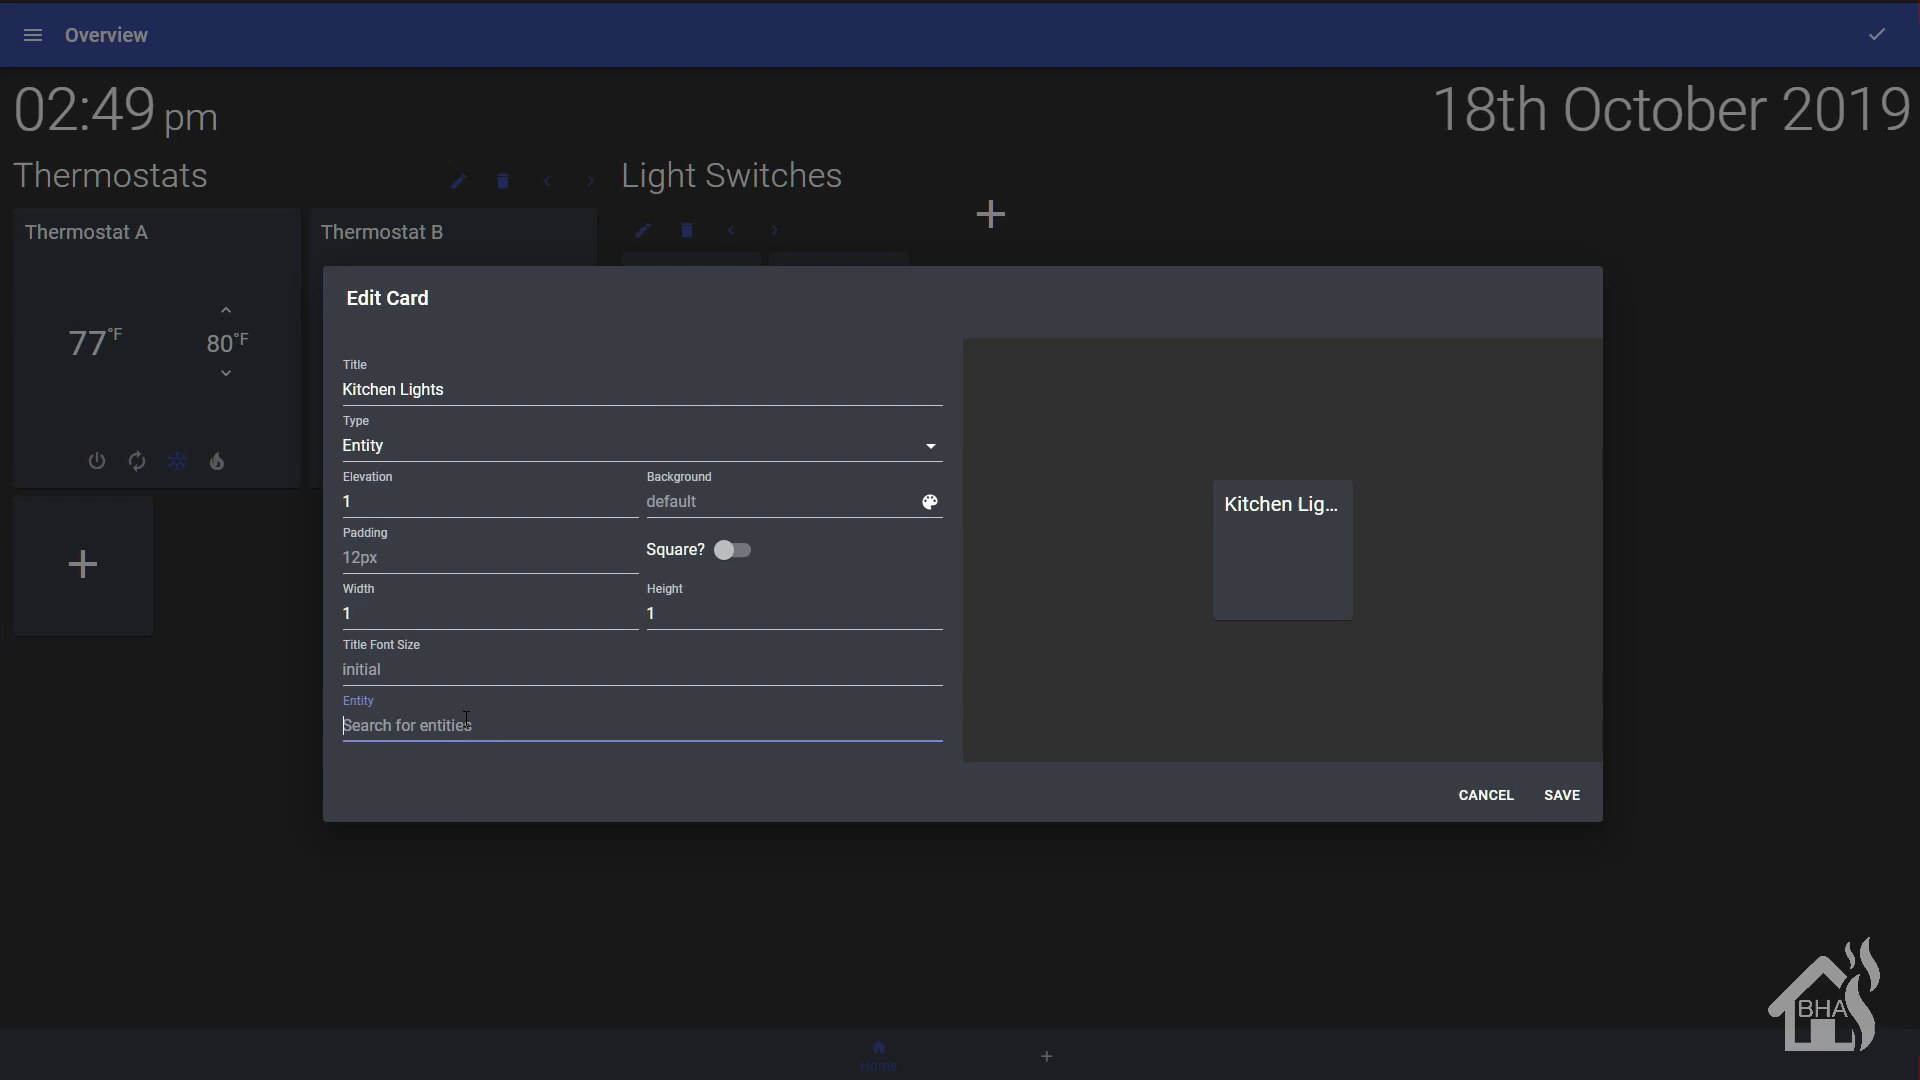 Overview
02:49 pm
18th October 2019
Thermostats
Light Switches
Thermostat A
Thermostat B
77°F
80°F
Edit Card
Title
Kitchen Lights
Type
Entity
Elevation
1
Background
default
Padding
12px
Square?
Width
1
Height
1
Title Font Size
initial
Entity
Search for entities
Kitchen Lig...
CANCEL
SAVE
BHA
Home